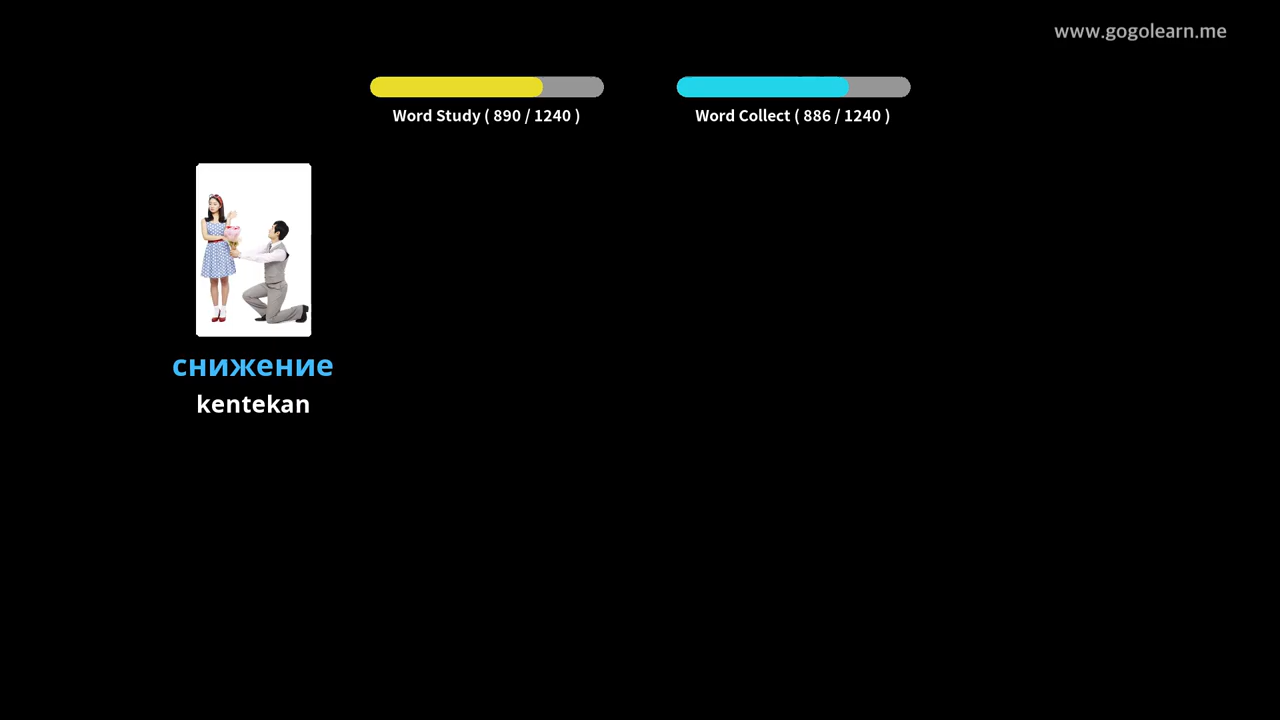 www.gogolearn.me
Word Study ( 890 / 1240 )
Word Collect ( 886 / 1240 )
снижение
kentekan